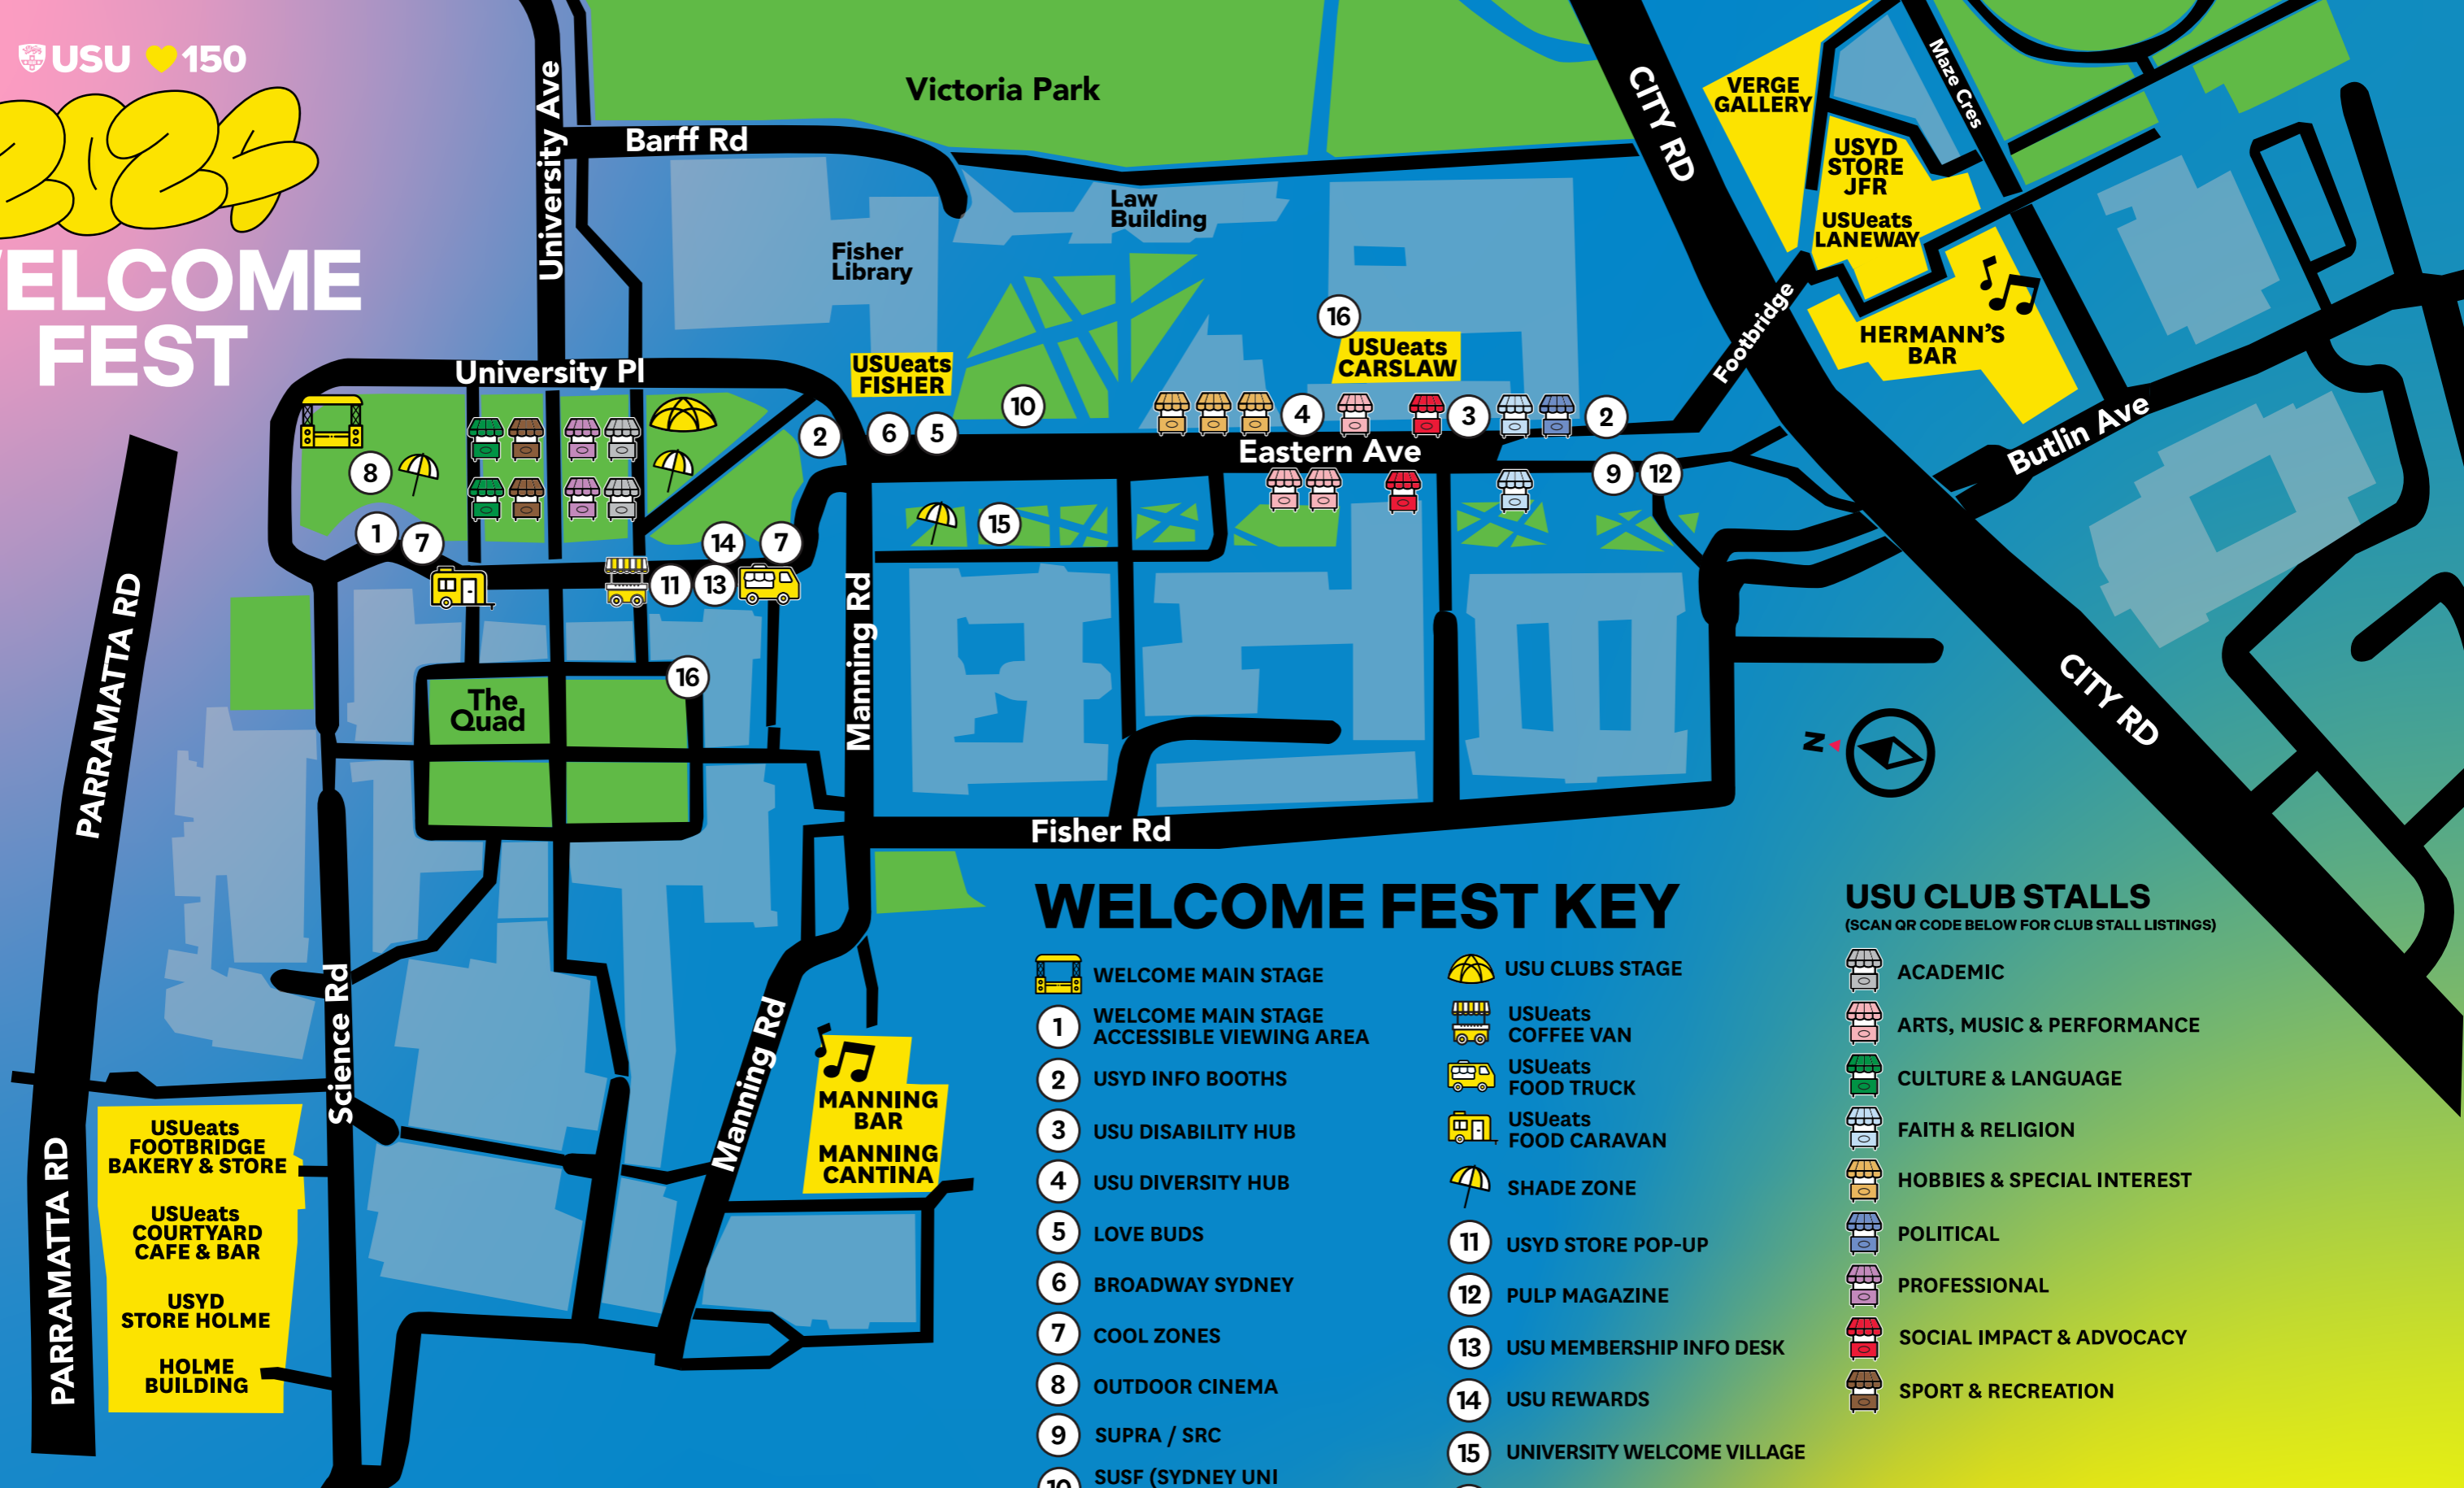 USU 150
2024
WELCOME
FEST
University Ave
Barff Rd
Victoria Park
CITY RD
VERGE
GALLERY
Maze Cres
USYD
STORE
JFR
USUeats
LANEWAY
Law
Building
Fisher
Library
HERMANN'S
BAR
Footbridge
16
USUeats
CARSLAW
USUeats
FISHER
University Pl
10
2
6
5
4
3
2
Eastern Ave
Butlin Ave
8
9
12
1
7
14
7
15
11
13
PARRAMATTA RD
Manning Rd
16
The
Quad
N
CITY RD
Fisher Rd
Science Rd
Manning Rd
MANNING
BAR
MANNING
CANTINA
PARRAMATTA RD
USUeats
FOOTBRIDGE
BAKERY & STORE
USUeats
COURTYARD
CAFE & BAR
USYD
STORE HOLME
HOLME
BUILDING
WELCOME FEST KEY
WELCOME MAIN STAGE
1 WELCOME MAIN STAGE
ACCESSIBLE VIEWING AREA
2 USYD INFO BOOTHS
3 USU DISABILITY HUB
4 USU DIVERSITY HUB
5 LOVE BUDS
6 BROADWAY SYDNEY
7 COOL ZONES
8 OUTDOOR CINEMA
9 SUPRA / SRC
10 SUSF (SYDNEY UNI
USU CLUBS STAGE
USUeats
COFFEE VAN
USUeats
FOOD TRUCK
USUeats
FOOD CARAVAN
SHADE ZONE
11 USYD STORE POP-UP
12 PULP MAGAZINE
13 USU MEMBERSHIP INFO DESK
14 USU REWARDS
15 UNIVERSITY WELCOME VILLAGE
USU CLUB STALLS
(SCAN QR CODE BELOW FOR CLUB STALL LISTINGS)
ACADEMIC
ARTS, MUSIC & PERFORMANCE
CULTURE & LANGUAGE
FAITH & RELIGION
HOBBIES & SPECIAL INTEREST
POLITICAL
PROFESSIONAL
SOCIAL IMPACT & ADVOCACY
SPORT & RECREATION